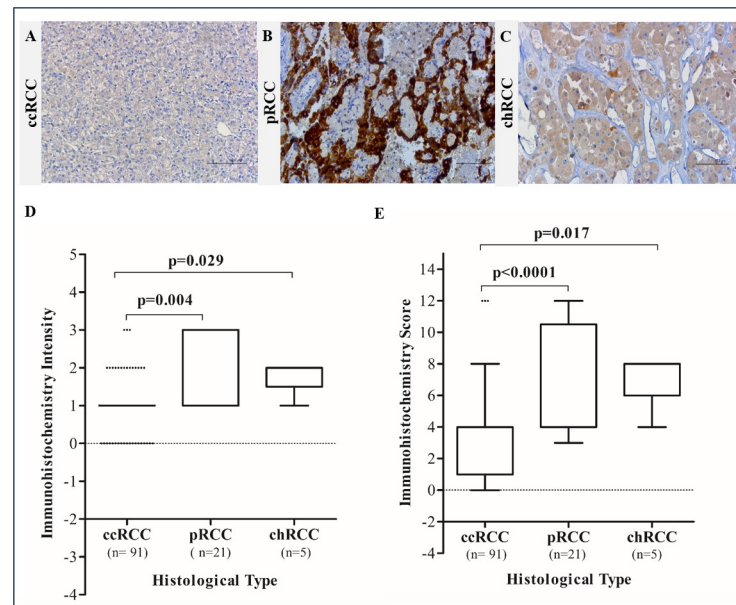 A
ccRCC
B
pRCC
C
chRCC
D
p=0.029
p=0.004
Immunohistochemistry Intensity
5
4
3
2
1
0
-1
-2
-3
-4
ccRCC
pRCC
chRCC
(n= 91)
( n=21)
(n=5)
Histological Type
E
p=0.017
p<0.0001
Immunohistochemistry Score
14
12
10
8
6
4
2
0
-2
-4
ccRCC
pRCC
chRCC
(n= 91)
(n=21)
(n=5)
Histological Type